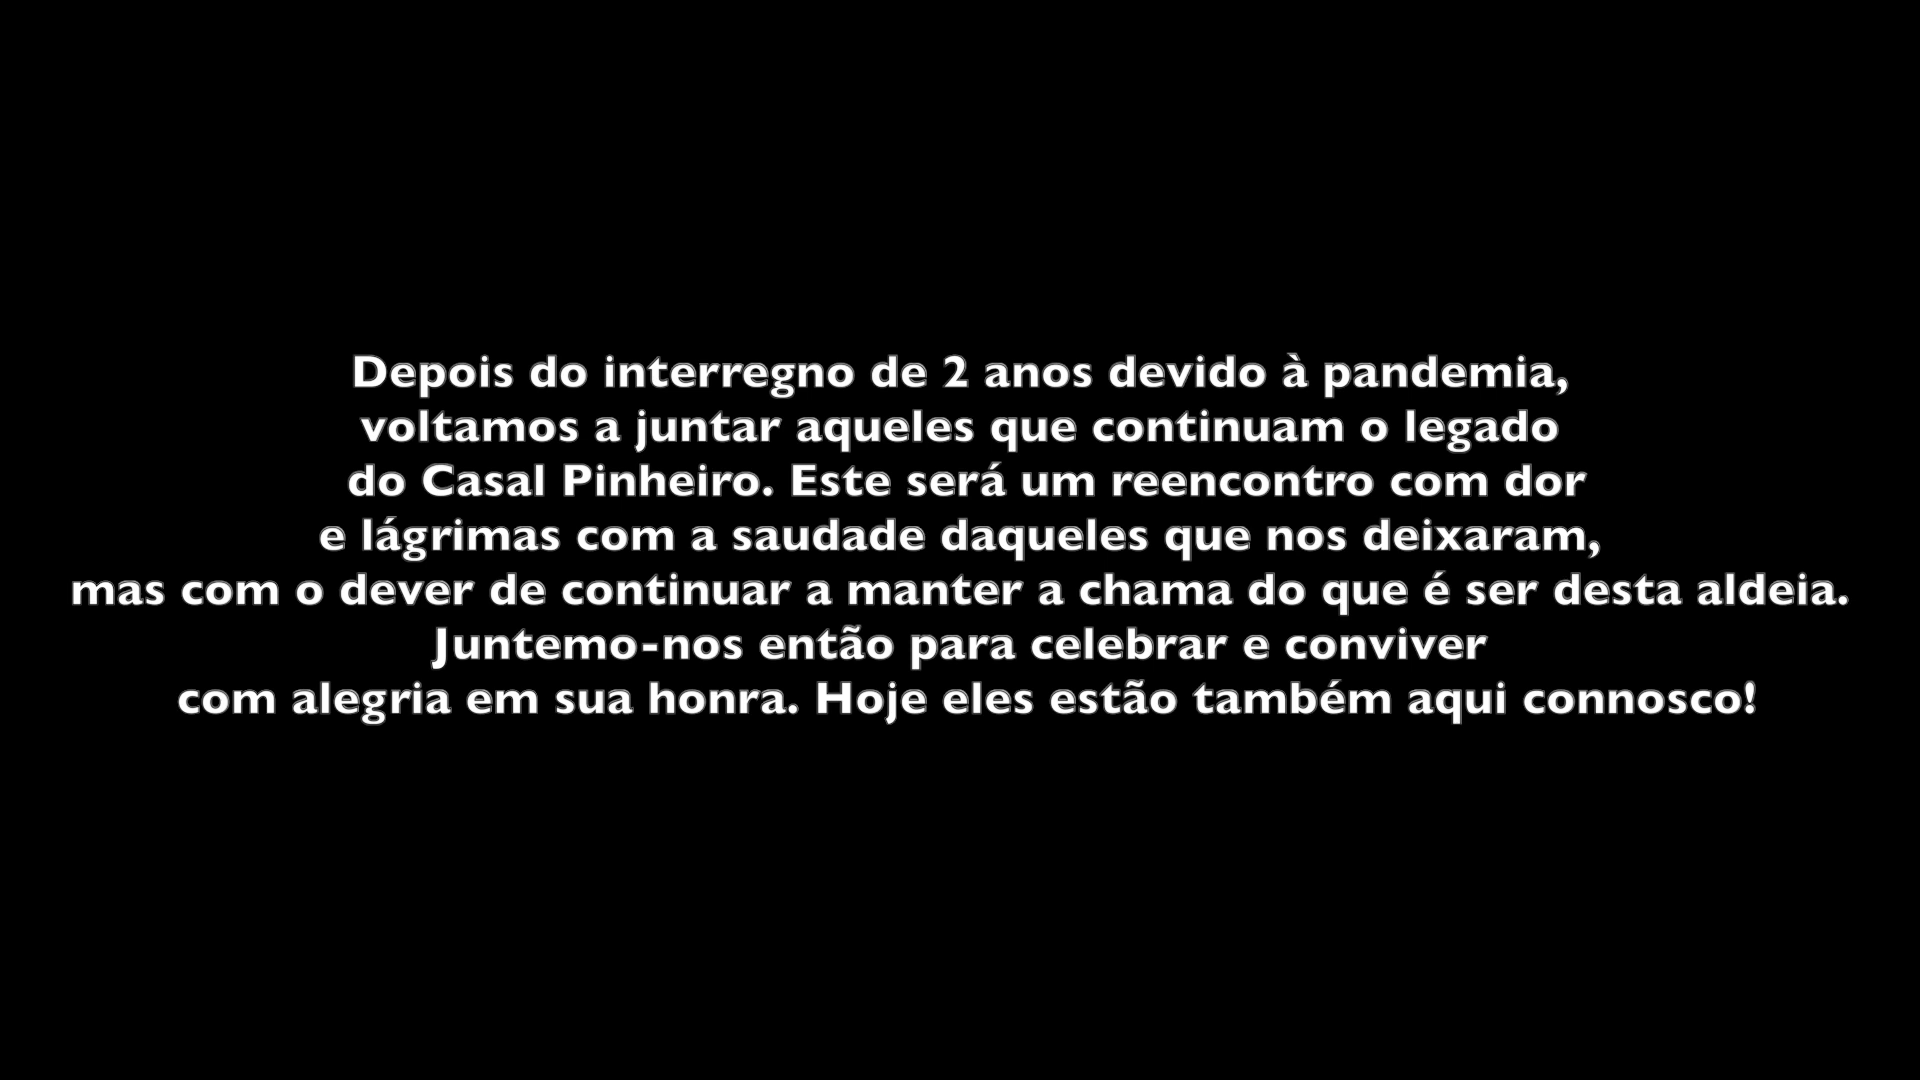 Depois do interregno de 2 anos devido à pandemia,
voltamos a juntar aqueles que continuam o legado
do Casal Pinheiro. Este será um reencontro com dor
e lágrimas com a saudade daqueles que nos deixaram,
mas com o dever de continuar a manter a chama do que é ser desta aldeia.
Juntemo-nos então para celebrar e conviver
com alegria em sua honra. Hoje eles estão também aqui connosco!